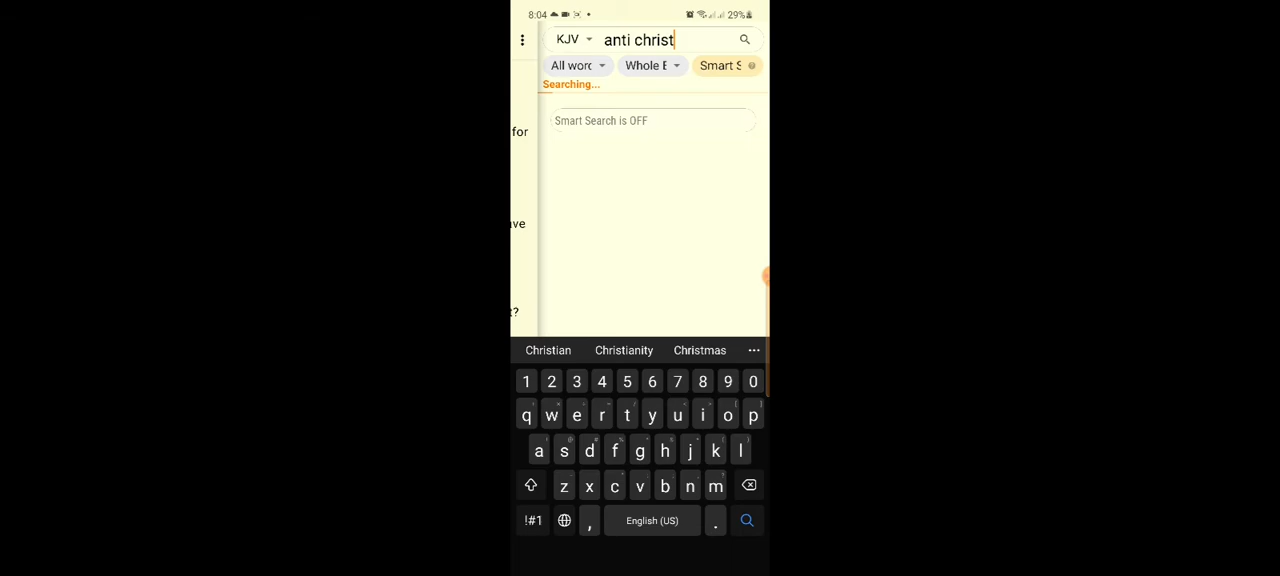 8:04 29%
KJV anti christ
All word Whole B Smart S
Searching...
Smart Search is OFF
for
ave
?
Christian Christianity Christmas
1 2 3 4 5 6 7 8 9 0
q w e r t y u i o p
a s d f g h j k l
z x c v b n m
!#1 , English (US) .